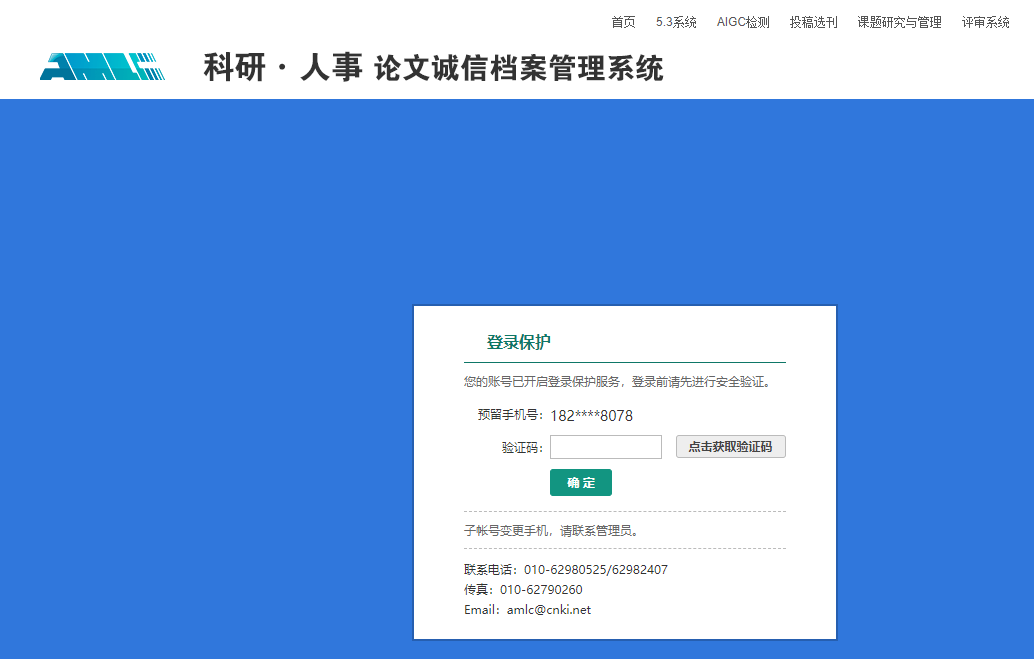 首页 5.3系统 AIGC检测 投稿选刊 课题研究与管理 评审系统
AMLC 科研 · 人事 论文诚信档案管理系统
登录保护
您的账号已开启登录保护服务，登录前请先进行安全验证。
预留手机号： 182****8078
验证码： 点击获取验证码
确 定
子帐号变更手机，请联系管理员。
联系电话：010-62980525/62982407
传真：010-62790260
Email：amlc@cnki.net